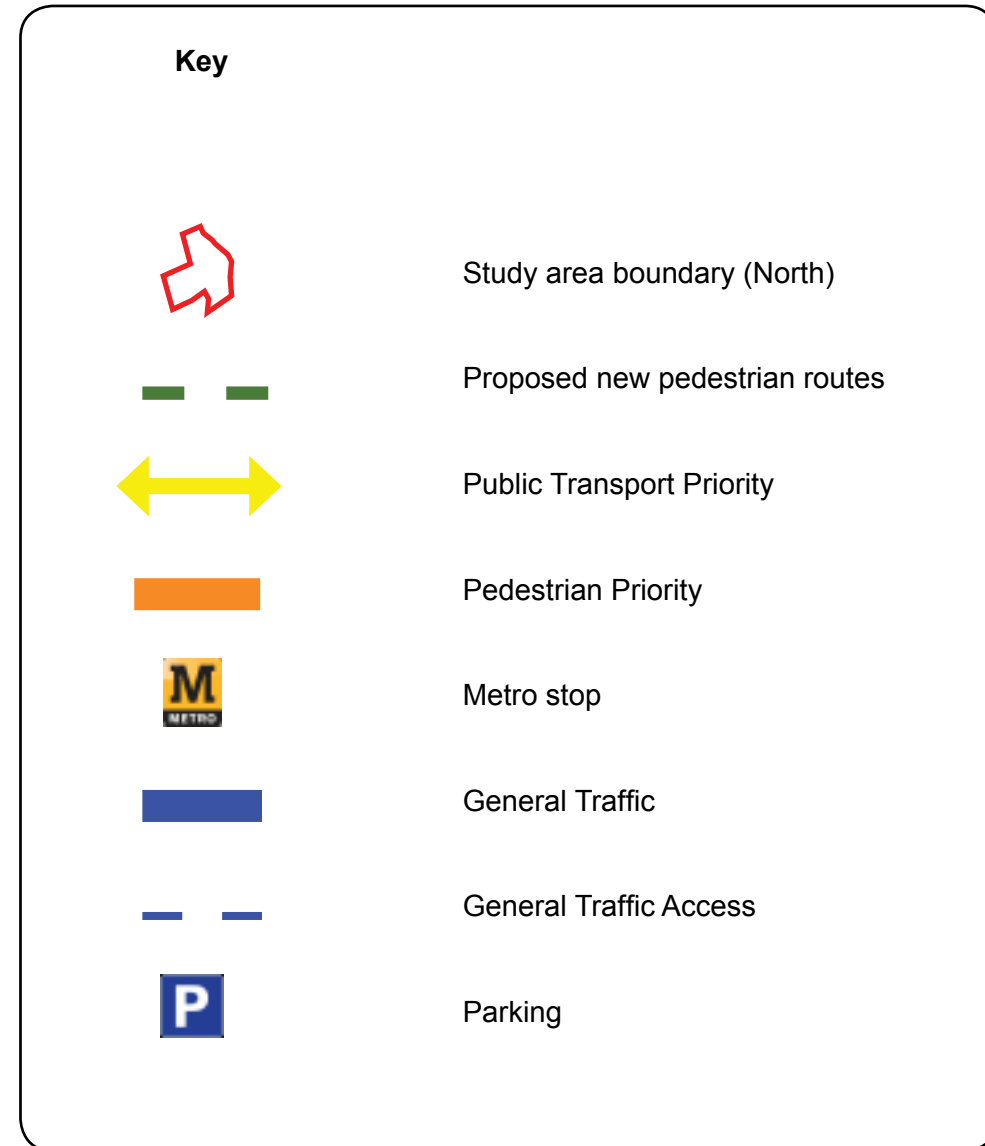 Key
Study area boundary (North)
Proposed new pedestrian routes
Public Transport Priority
Pedestrian Priority
M
METRO
Metro stop
General Traffic
General Traffic Access
P
Parking